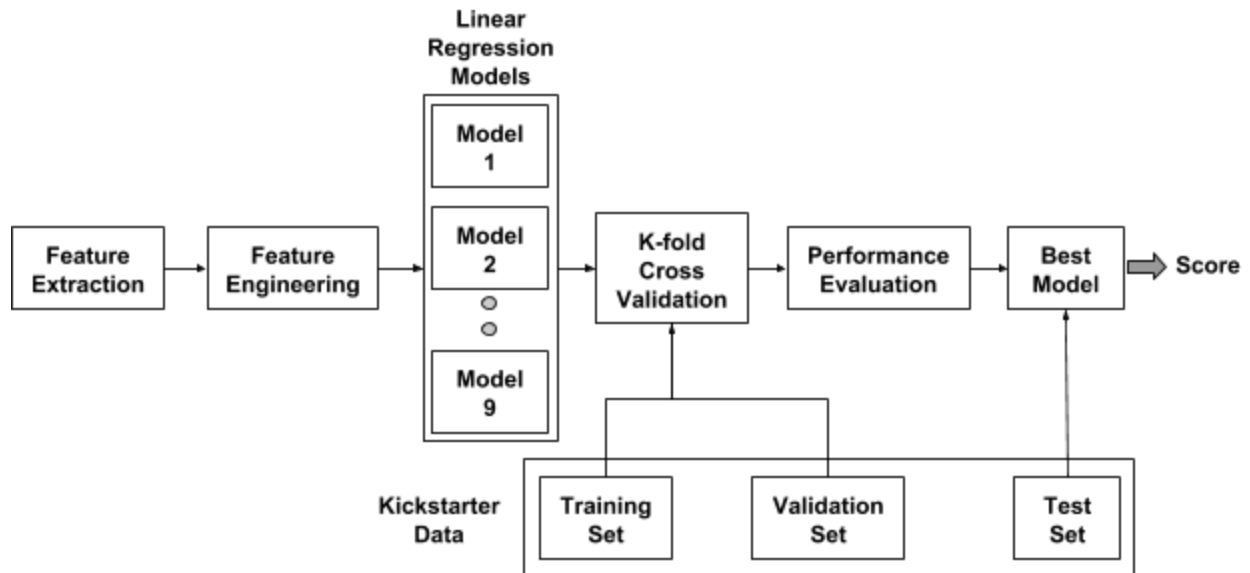 Linear
Regression
Models
Model
1
Model
2
Model
9
Feature
Extraction
Feature
Engineering
K-fold
Cross
Validation
Performance
Evaluation
Best
Model
Score
Kickstarter
Data
Training
Set
Validation
Set
Test
Set